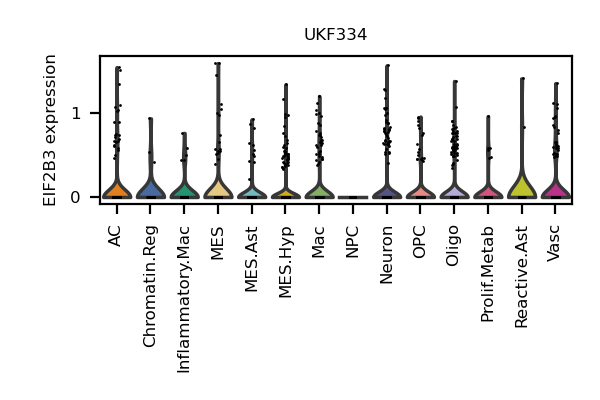 UKF334
EIF2B3 expression
1
0
AC
Chromatin.Reg
Inflammatory.Mac
MES
MES.Ast
MES.Hyp
Mac
NPC
Neuron
OPC
Oligo
Prolif.Metab
Reactive.Ast
Vasc